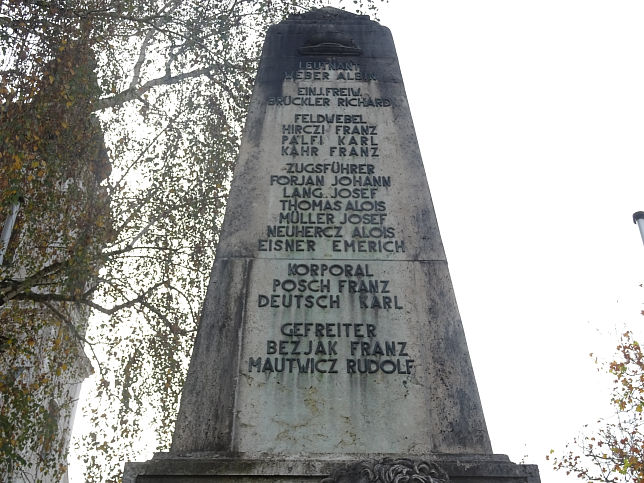 LEUTNANT
WEBER ALBIN
EINJ. FREIW.
BRÜCKLER RICHARD
FELDWEBEL
HIRCZI FRANZ
PALFI KARL
KAHR FRANZ
ZUGSFÜHRER
FORJAN JOHANN
LANG JOSEF
THOMAS ALOIS
MÜLLER JOSEF
NEUHERCZ ALOIS
EISNER EMERICH
KORPORAL
POSCH FRANZ
DEUTSCH KARL
GEFREITER
BEZJAK FRANZ
MAUTWICZ RUDOLF